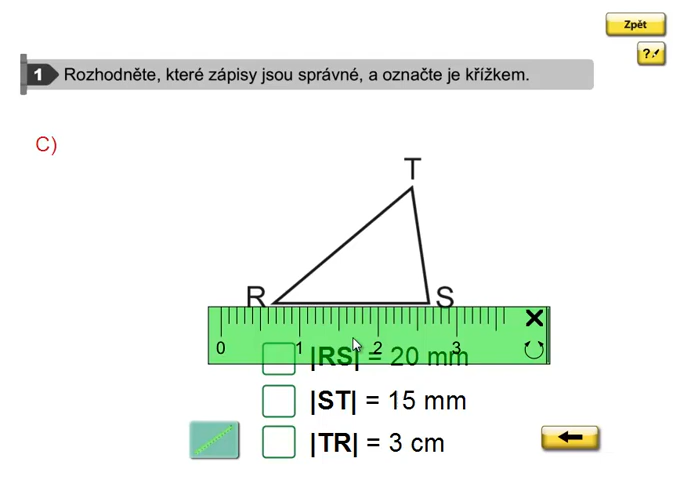 Zpět
?
1 Rozhodněte, které zápisy jsou správné, a označte je křížkem.
C)
T
R S
0 1 2 3
|RS| = 20 mm
|ST| = 15 mm
|TR| = 3 cm